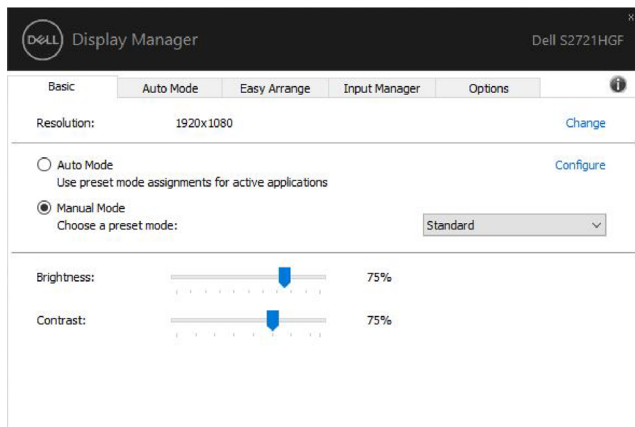 DELL Display Manager
Dell S2721HGF
Basic Auto Mode Easy Arrange Input Manager Options
Resolution: 1920x1080 Change
Auto Mode Configure
Use preset mode assignments for active applications
Manual Mode
Choose a preset mode: Standard
Brightness: 75%
Contrast: 75%